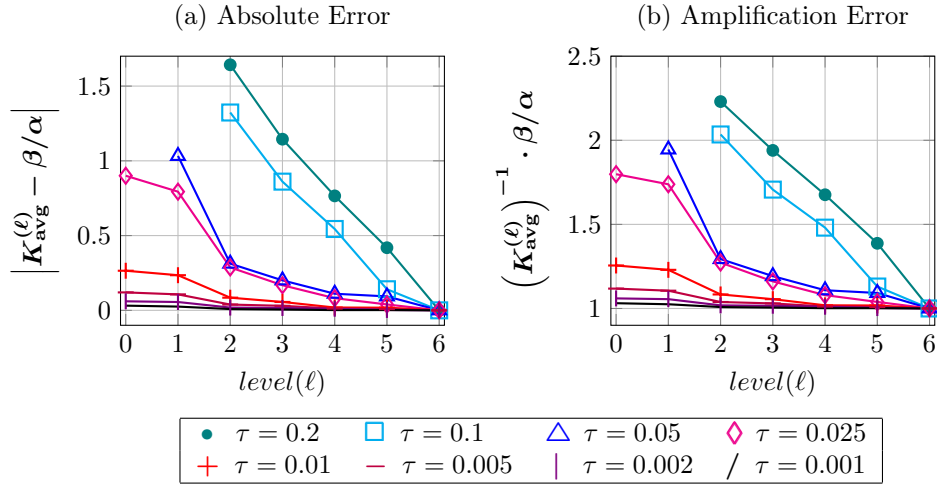 (a) Absolute Error
(b) Amplification Error
|K_avg^(ℓ) − β/α|
1.5
1
0.5
0
0 1 2 3 4 5 6
level(ℓ)
(K_avg^(ℓ))^−1 · β/α
2.5
2
1.5
1
0 1 2 3 4 5 6
level(ℓ)
τ = 0.2 τ = 0.1 τ = 0.05 τ = 0.025
τ = 0.01 τ = 0.005 τ = 0.002 τ = 0.001